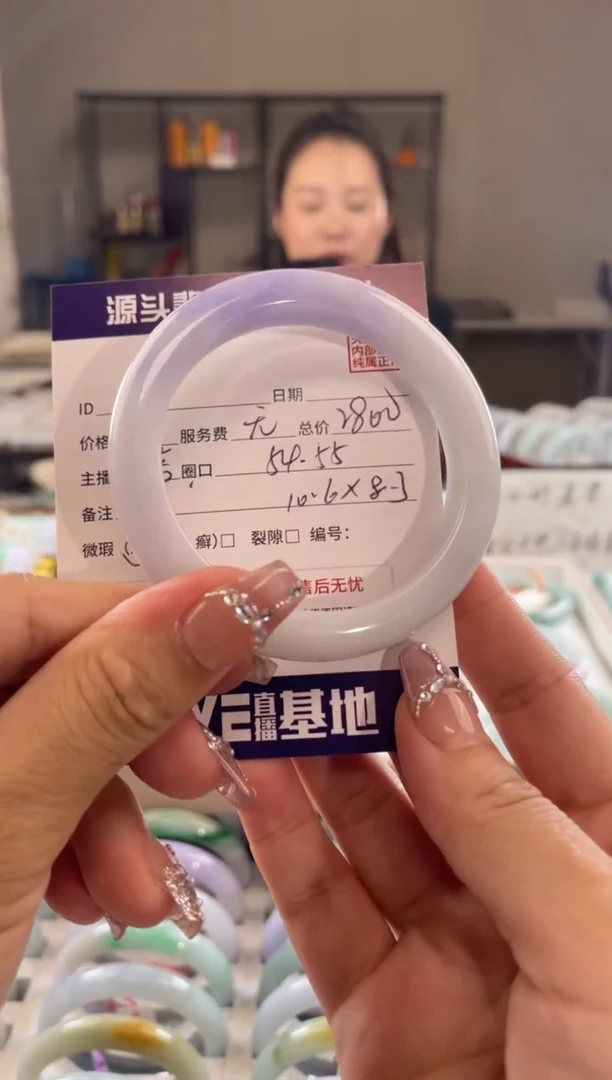 源头翡
内部
纯属正
ID 日期
价格 服务费 无 总价 2800
主播 圈口 54-55
备注 10.6×8.3
微瑕 癣)□ 裂隙□ 编号：
售后无忧
直播基地